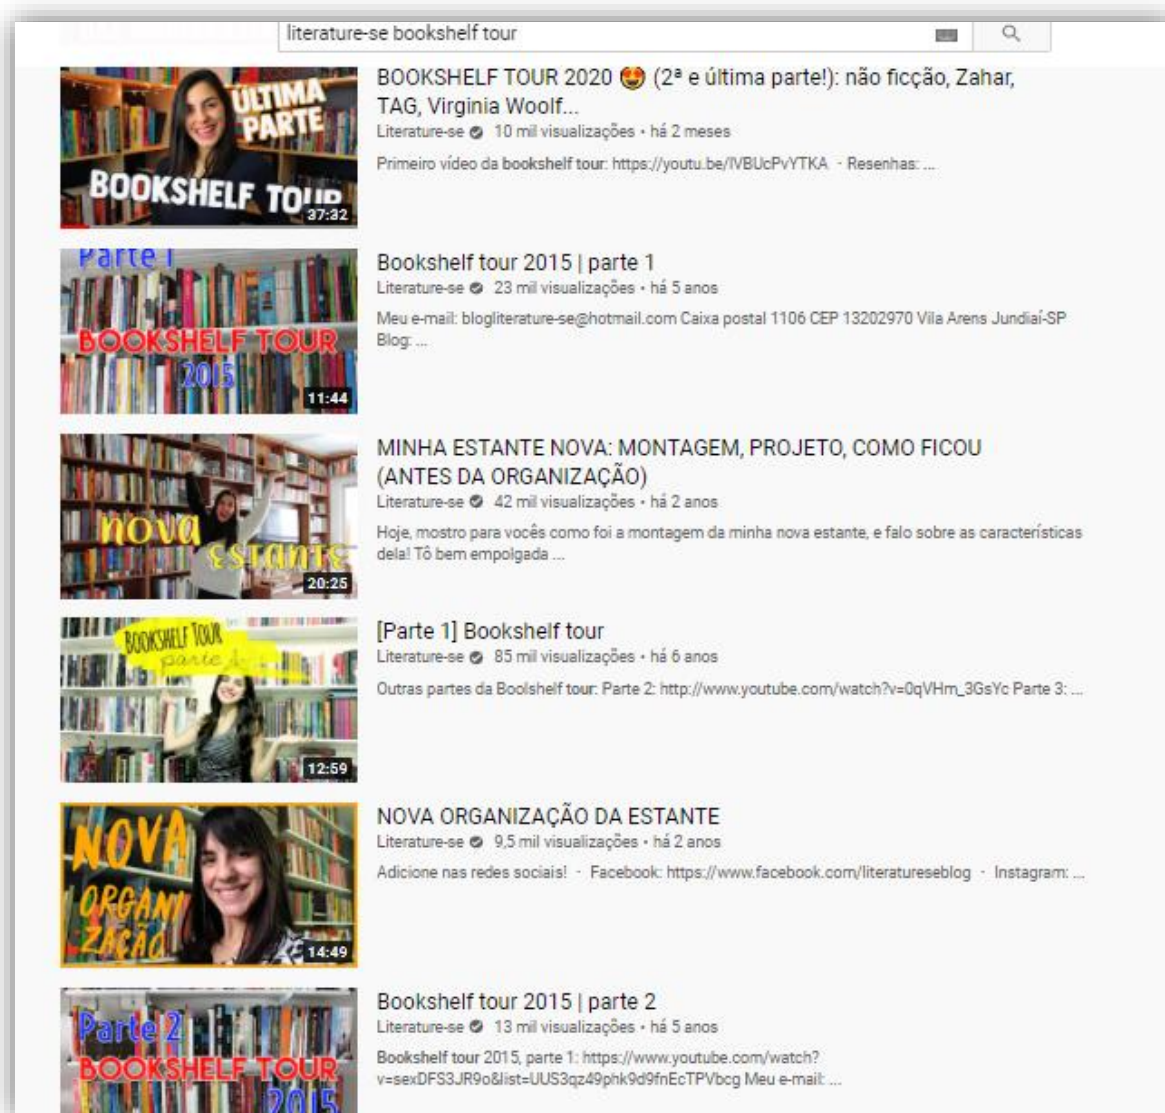 literature-se bookshelf tour
ÚLTIMA
PARTE
BOOKSHELF TOUR
37:32
BOOKSHELF TOUR 2020 🤩 (2ª e última parte!): não ficção, Zahar,
TAG, Virginia Woolf...
Literature-se 10 mil visualizações • há 2 meses
Primeiro vídeo da bookshelf tour: https://youtu.be/IVBUcPvYTKA - Resenhas: ...
Parte 1
BOOKSHELF TOUR
2015
11:44
Bookshelf tour 2015 | parte 1
Literature-se 23 mil visualizações • há 5 anos
Meu e-mail: blogliterature-se@hotmail.com Caixa postal 1106 CEP 13202970 Vila Arens Jundiaí-SP
Blog: ...
nova
ESTANTE
20:25
MINHA ESTANTE NOVA: MONTAGEM, PROJETO, COMO FICOU
(ANTES DA ORGANIZAÇÃO)
Literature-se 42 mil visualizações • há 2 anos
Hoje, mostro para vocês como foi a montagem da minha nova estante, e falo sobre as características
dela! Tô bem empolgada ...
BOOKSHELF TOUR
parte 1
12:59
[Parte 1] Bookshelf tour
Literature-se 85 mil visualizações • há 6 anos
Outras partes da Boolshelf tour: Parte 2: http://www.youtube.com/watch?v=0qVHm_3GsYc Parte 3: ...
NOVA
ORGANI
ZAÇÃO
14:49
NOVA ORGANIZAÇÃO DA ESTANTE
Literature-se 9,5 mil visualizações • há 2 anos
Adicione nas redes sociais! - Facebook: https://www.facebook.com/literatureseblog - Instagram: ...
Parte 2
BOOKSHELF TOUR
2015
Bookshelf tour 2015 | parte 2
Literature-se 13 mil visualizações • há 5 anos
Bookshelf tour 2015, parte 1: https://www.youtube.com/watch?
v=sexDFS3JR9o&list=UUS3qz49phk9d9fnEcTPVbcg Meu e-mail: ...